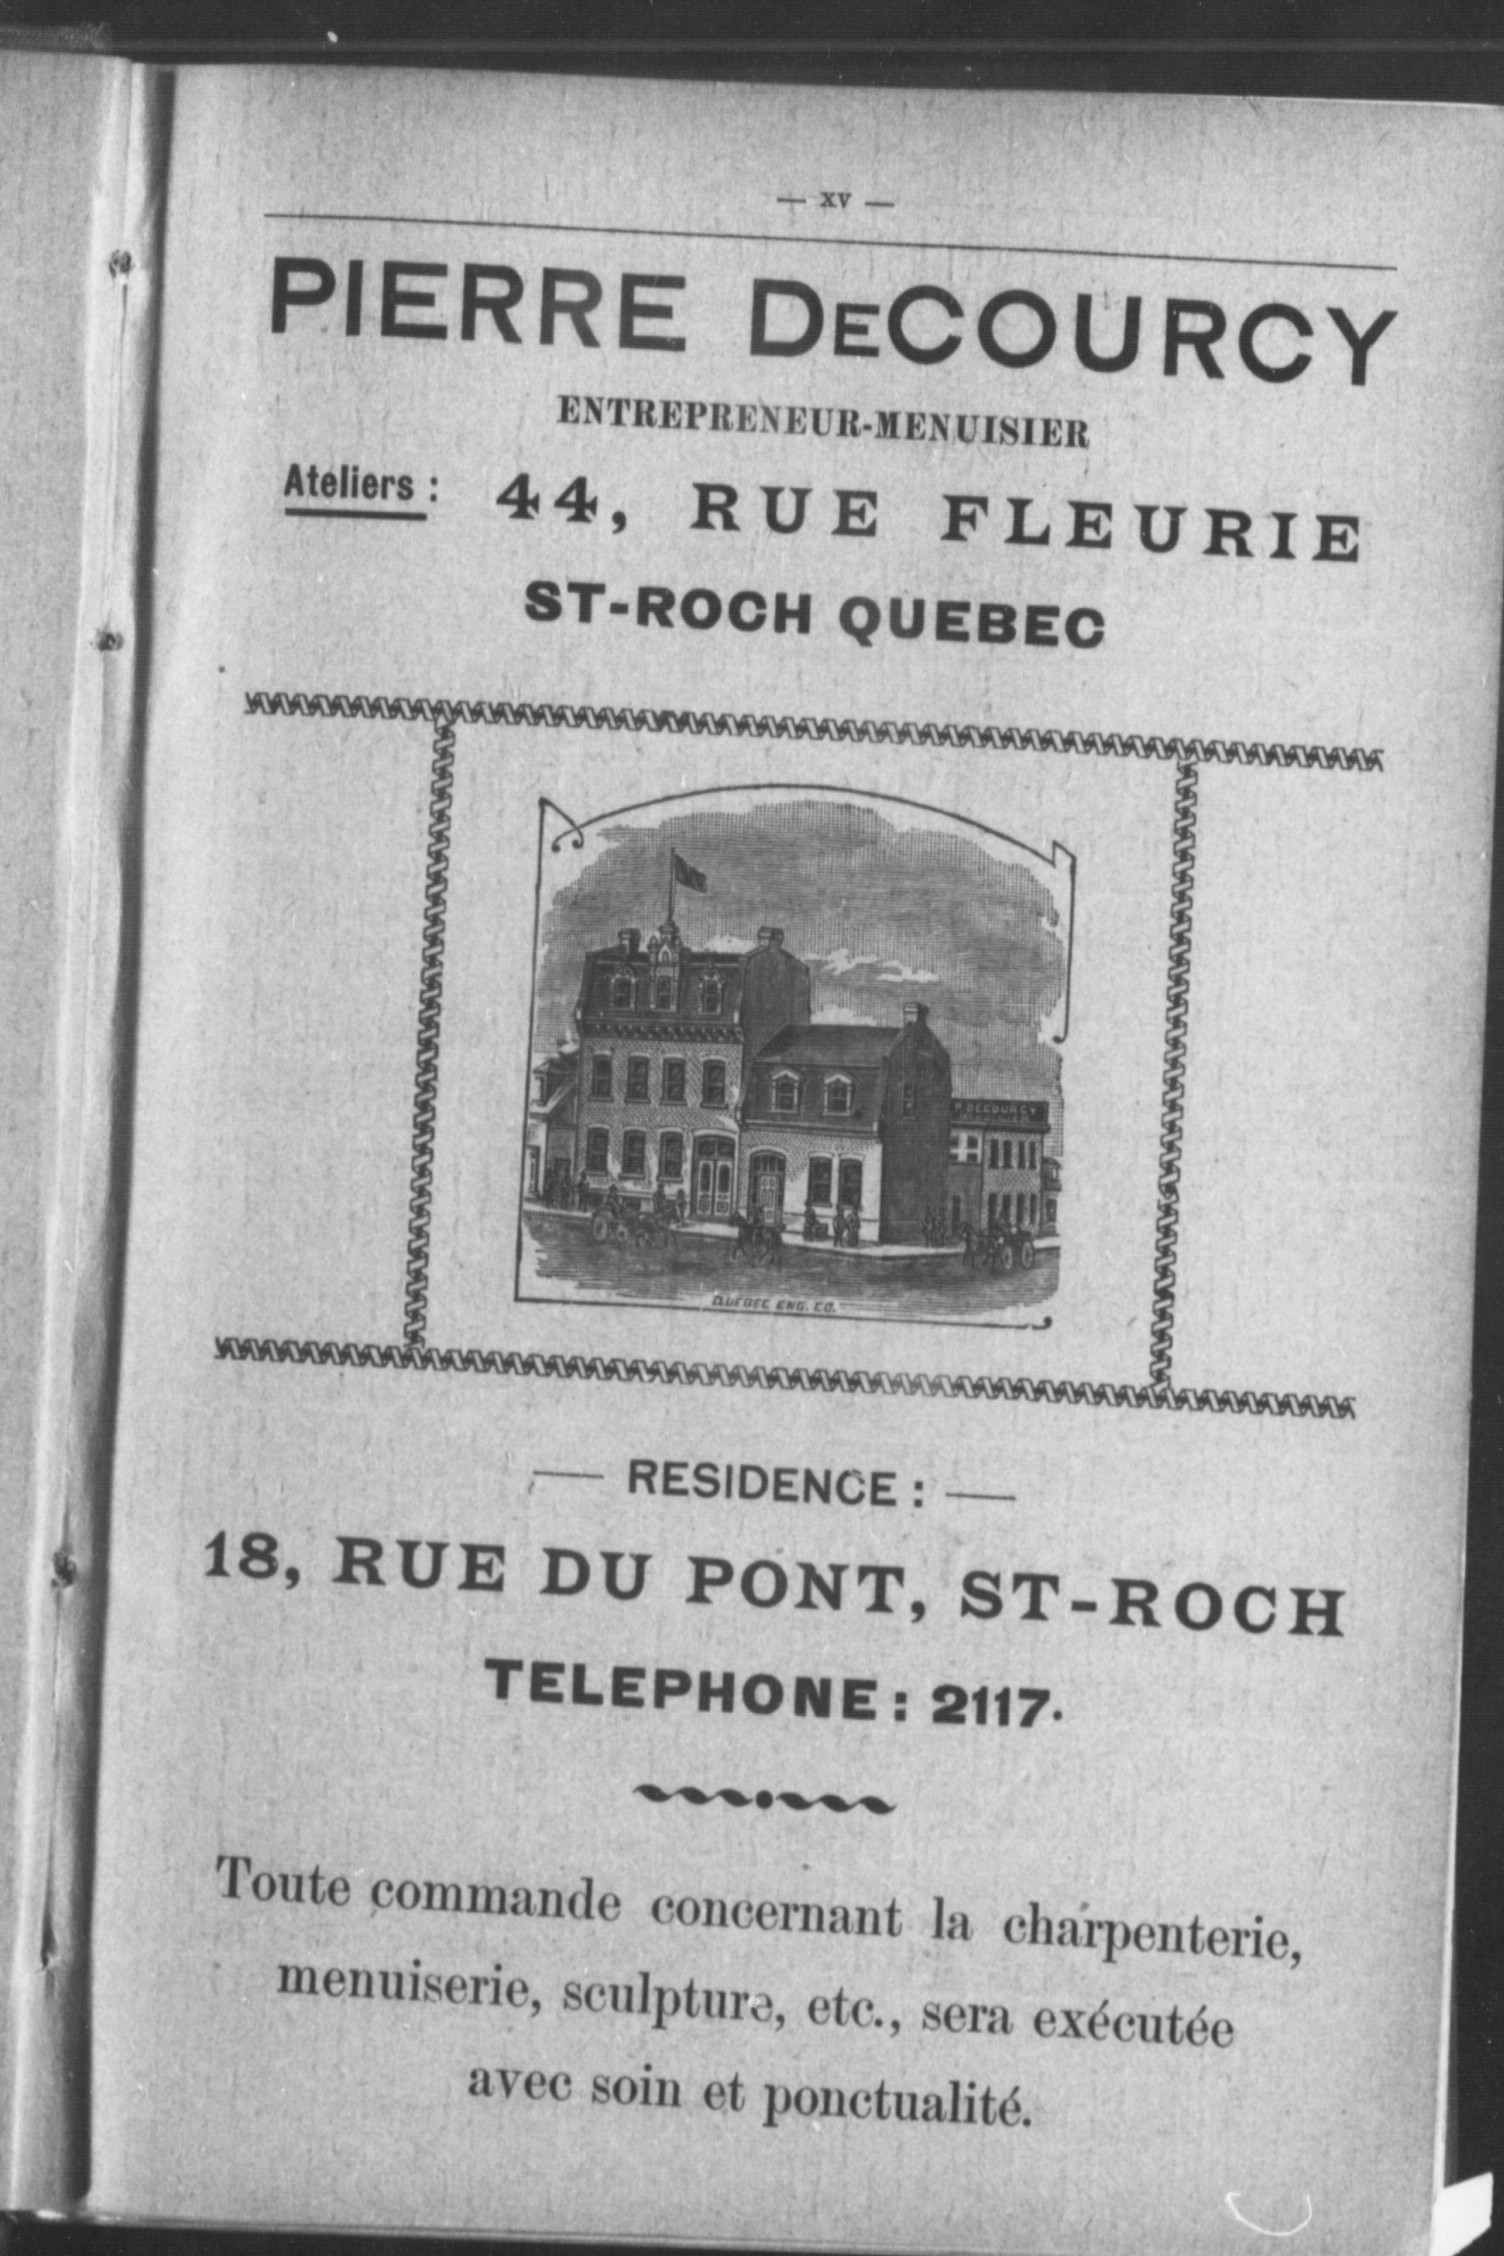 — XV —
PIERRE DeCOURCY
ENTREPRENEUR-MENUISIER
Ateliers : 44, RUE FLEURIE
ST-ROCH QUEBEC
P. DECOURCY
QUEBEC ENG. CO.
— RESIDENCE : —
18, RUE DU PONT, ST-ROCH
TELEPHONE : 2117.
Toute commande concernant la charpenterie,
menuiserie, sculpture, etc., sera exécutée
avec soin et ponctualité.